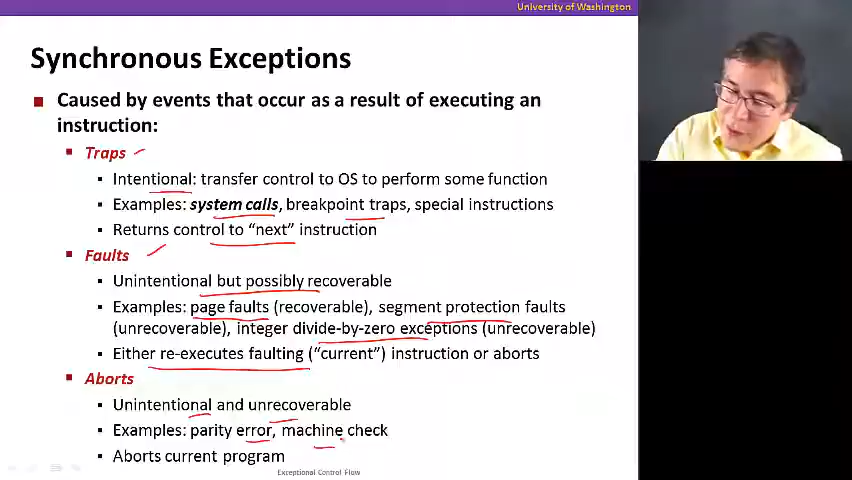 University of Washington
Synchronous Exceptions
Caused by events that occur as a result of executing an
instruction:
Traps
Intentional: transfer control to OS to perform some function
Examples: system calls, breakpoint traps, special instructions
Returns control to “next” instruction
Faults
Unintentional but possibly recoverable
Examples: page faults (recoverable), segment protection faults
(unrecoverable), integer divide-by-zero exceptions (unrecoverable)
Either re-executes faulting (“current”) instruction or aborts
Aborts
Unintentional and unrecoverable
Examples: parity error, machine check
Aborts current program
Exceptional Control Flow